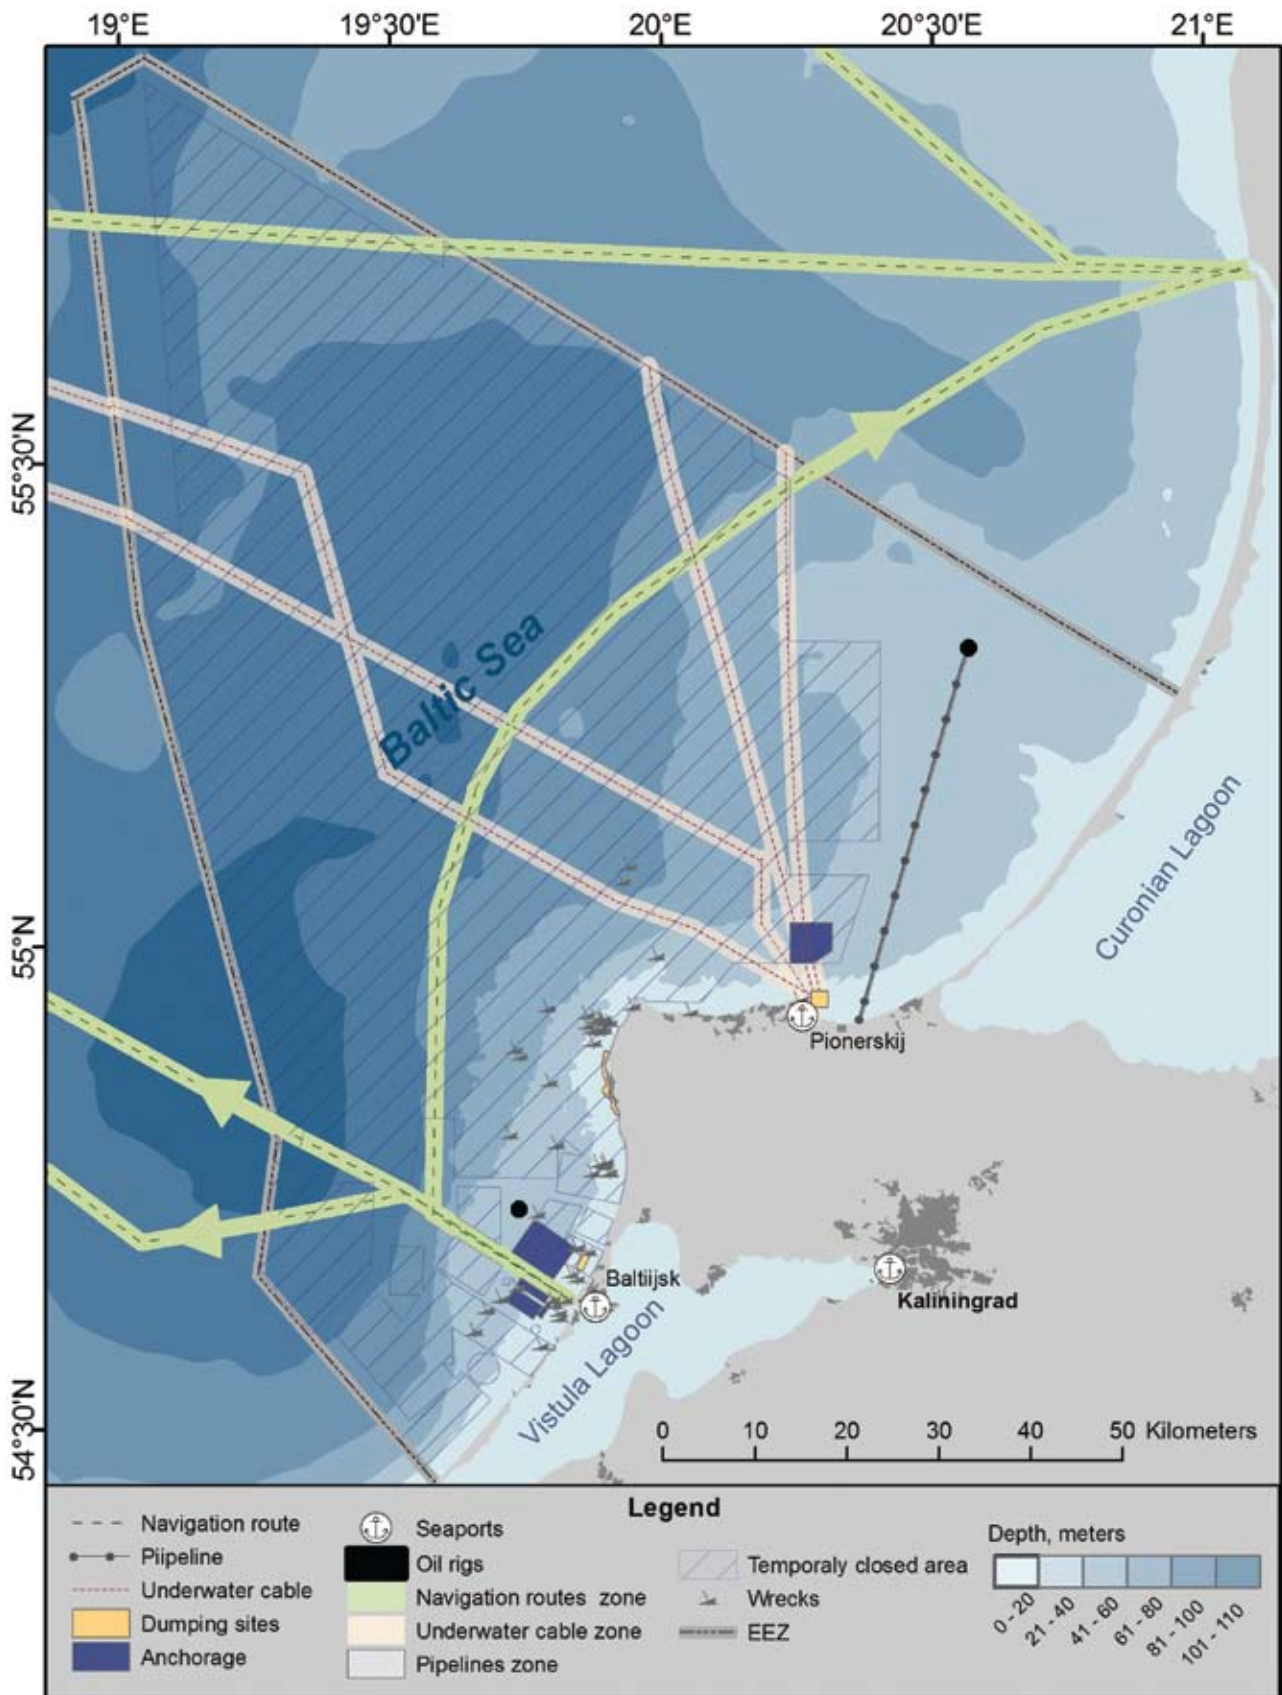 19°E 19°30'E 20°E 20°30'E 21°E
55°30'N
55°N
54°30'N
Baltic Sea
Curonian Lagoon
Pionerskij
Baltiijsk
Kaliningrad
Vistula Lagoon
0 10 20 30 40 50 Kilometers
Legend
Navigation route
Piipeline
Underwater cable
Dumping sites
Anchorage
Seaports
Oil rigs
Navigation routes zone
Underwater cable zone
Pipelines zone
Temporaly closed area
Wrecks
EEZ
Depth, meters
0 - 20
21 - 40
41 - 60
61 - 80
81 - 100
101 - 110